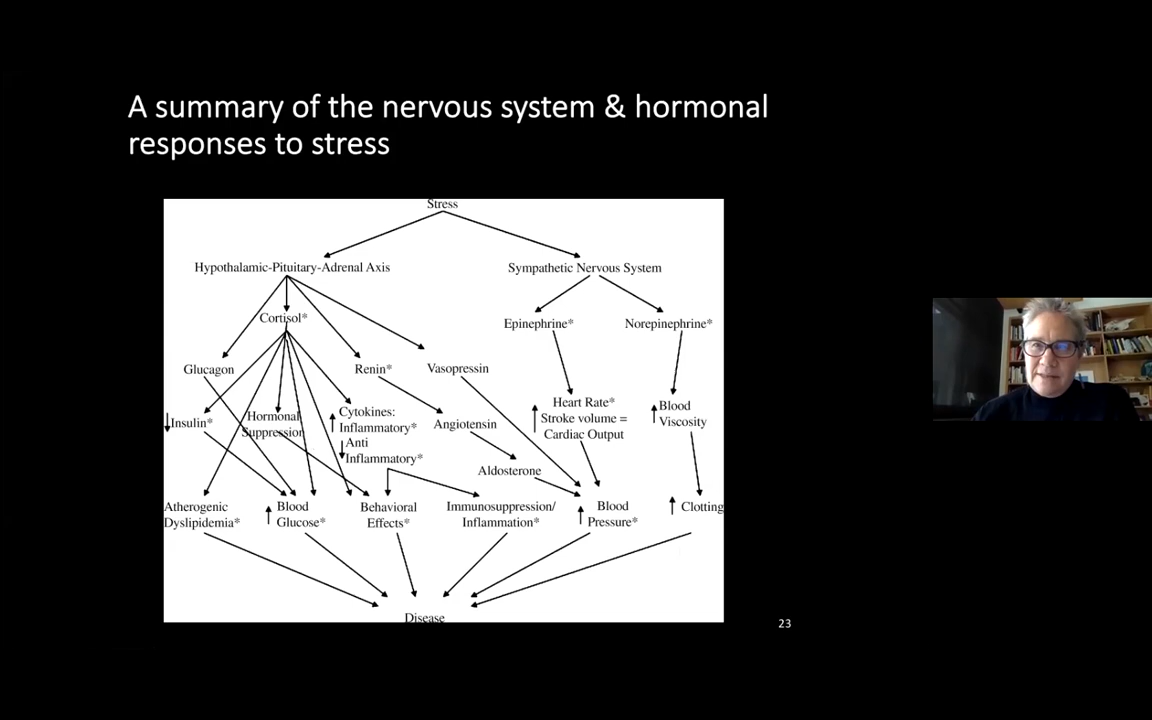 A summary of the nervous system & hormonal
responses to stress
Stress
Hypothalamic-Pituitary-Adrenal Axis
Sympathetic Nervous System
Cortisol*
Epinephrine*
Norepinephrine*
Glucagon
Renin*
Vasopressin
Insulin*
Hormonal
Suppression
Cytokines:
Inflammatory*
Anti
Inflammatory*
Angiotensin
Heart Rate*
Stroke volume =
Cardiac Output
Blood
Viscosity
Aldosterone
Atherogenic
Dyslipidemia*
Blood
Glucose*
Behavioral
Effects*
Immunosuppression/
Inflammation*
Blood
Pressure*
Clotting
Disease
23